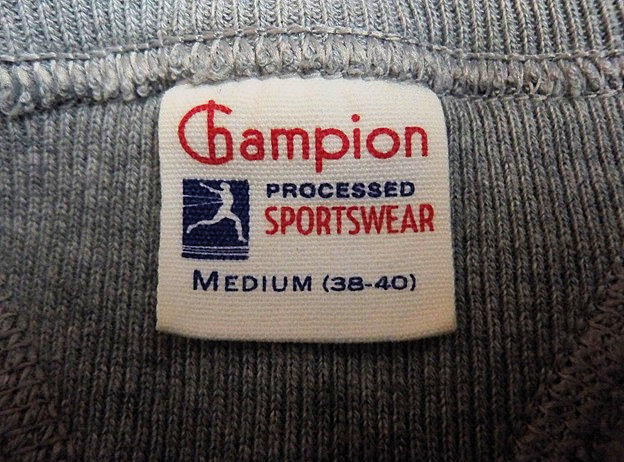 Champion
PROCESSED
SPORTSWEAR
MEDIUM (38-40)